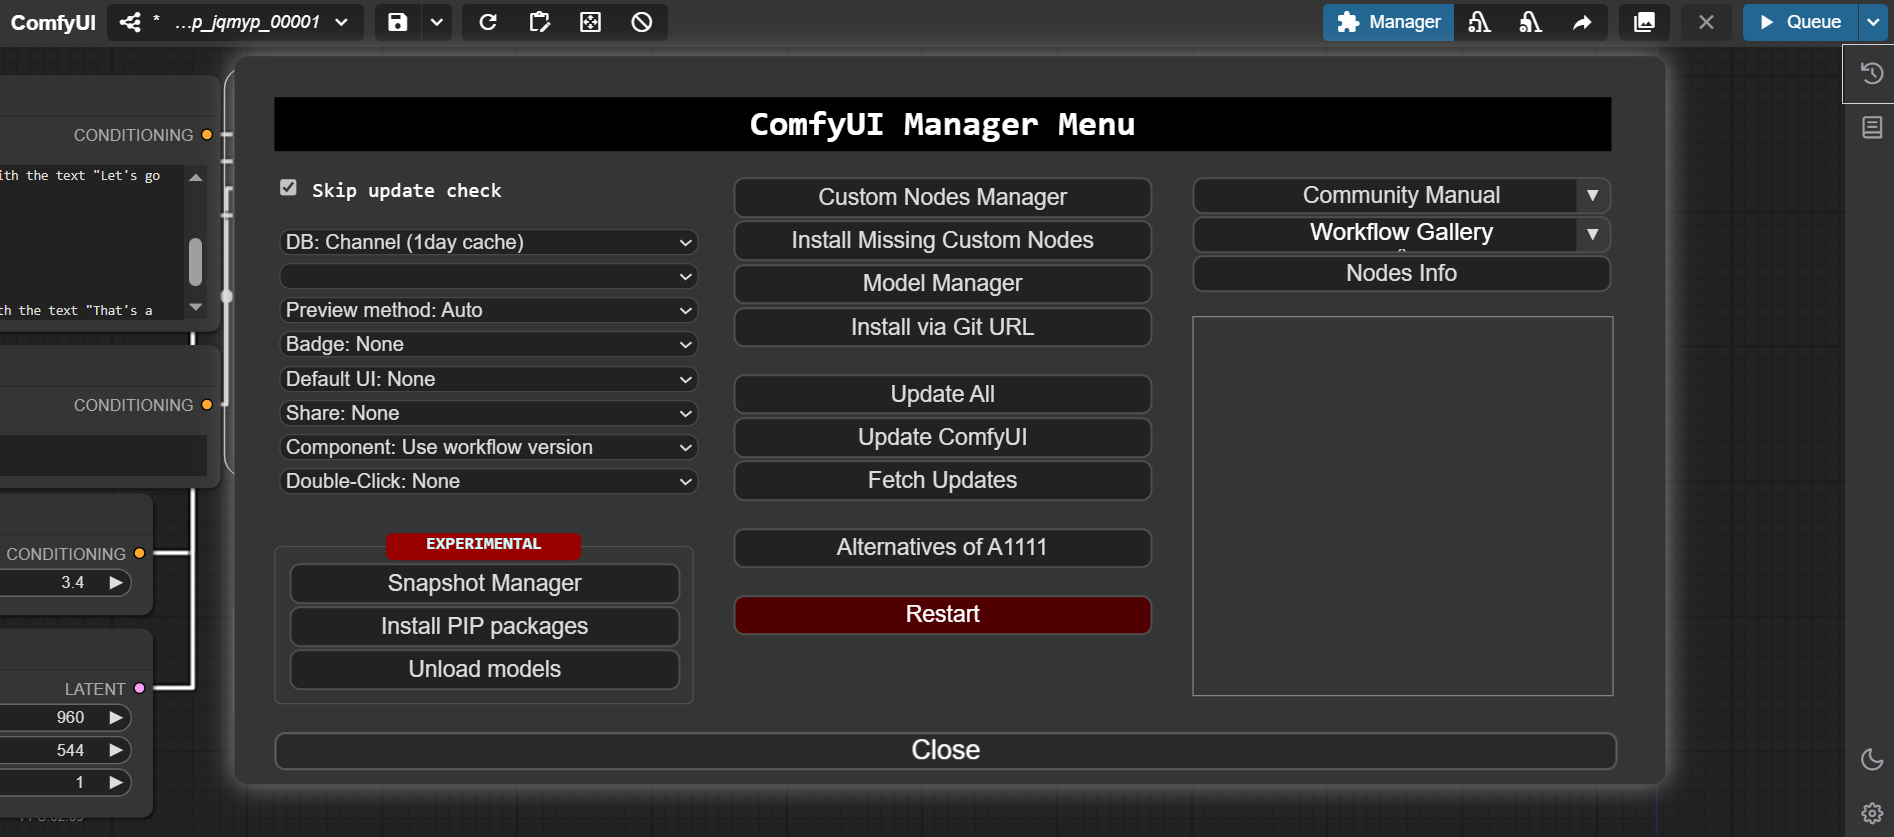 ComfyUI
* ...p_jqmyp_00001
Manager
Queue
ComfyUI Manager Menu
CONDITIONING
ith the text "Let's go
th the text "That's a
CONDITIONING
CONDITIONING
3.4
LATENT
960
544
1
Skip update check
DB: Channel (1day cache)
Preview method: Auto
Badge: None
Default UI: None
Share: None
Component: Use workflow version
Double-Click: None
EXPERIMENTAL
Snapshot Manager
Install PIP packages
Unload models
Custom Nodes Manager
Install Missing Custom Nodes
Model Manager
Install via Git URL
Update All
Update ComfyUI
Fetch Updates
Alternatives of A1111
Restart
Community Manual
Workflow Gallery
Nodes Info
Close